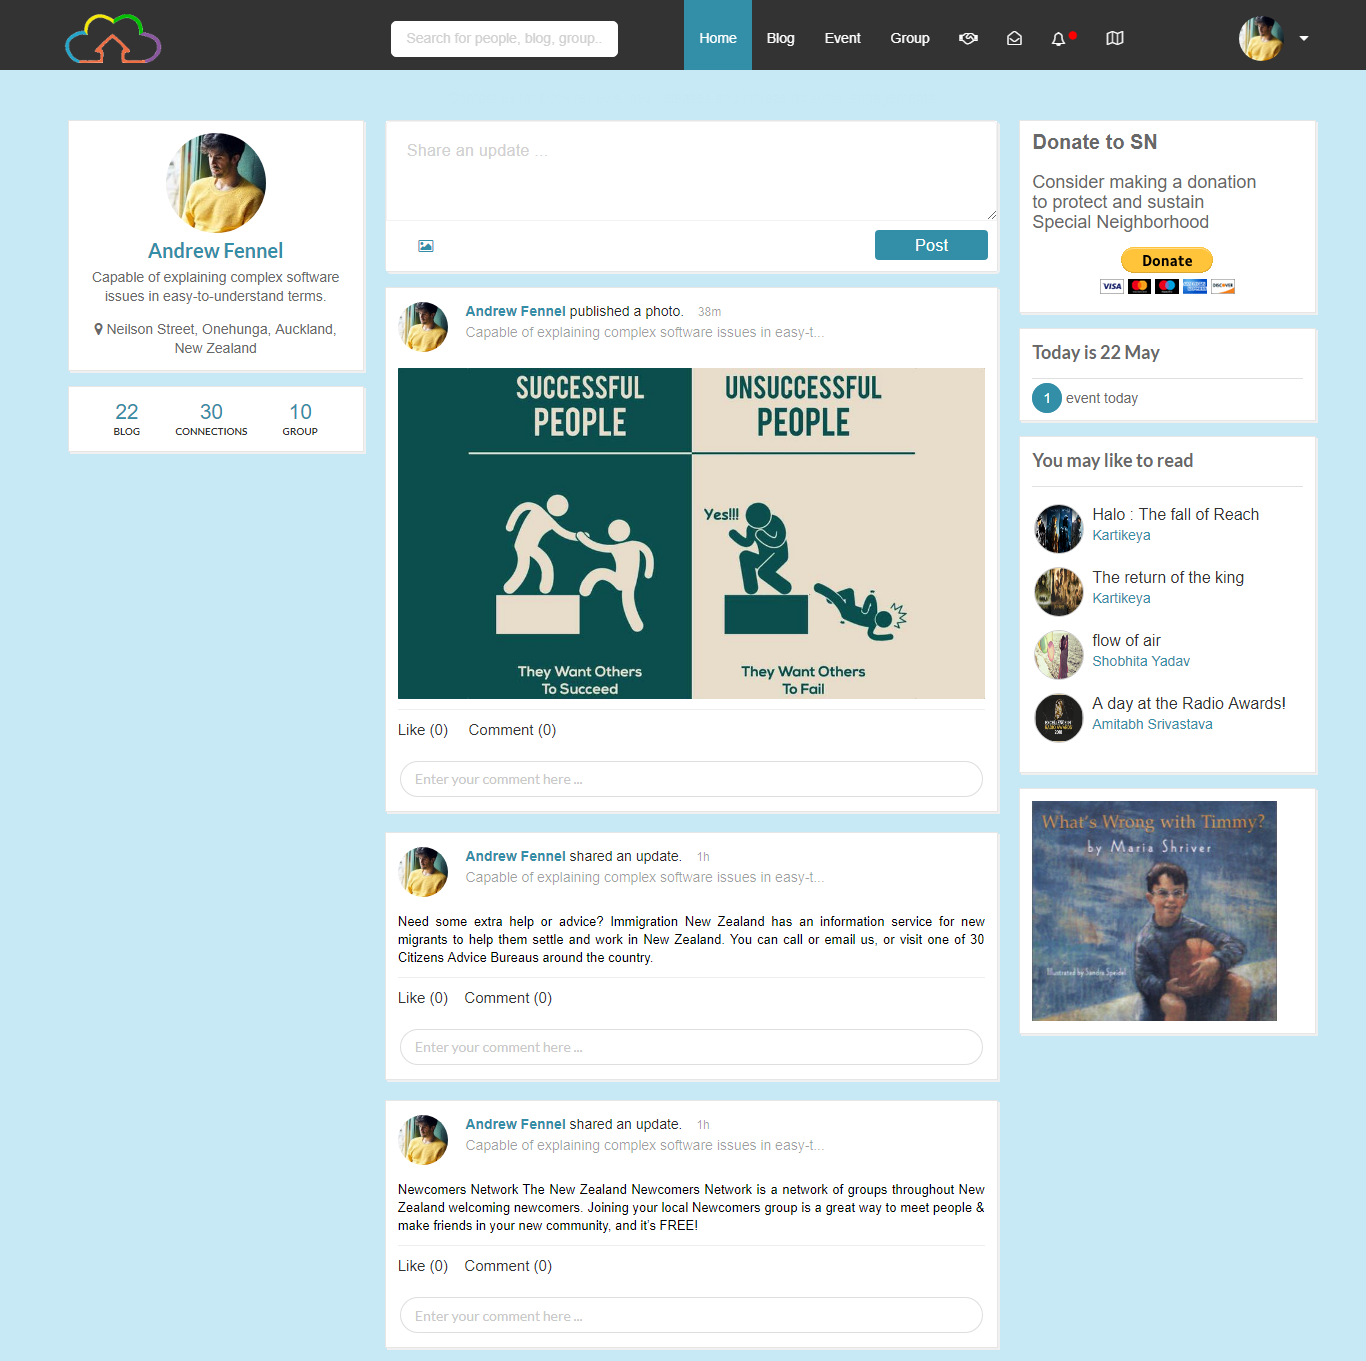 Search for people, blog, group..
Home
Blog
Event
Group
Andrew Fennel
Capable of explaining complex software
issues in easy-to-understand terms.
Neilson Street, Onehunga, Auckland,
New Zealand
22
BLOG
30
CONNECTIONS
10
GROUP
Share an update ...
Post
Andrew Fennel published a photo. 38m
Capable of explaining complex software issues in easy-t...
SUCCESSFUL
PEOPLE
They Want Others
To Succeed
UNSUCCESSFUL
PEOPLE
Yes!!!
They Want Others
To Fail
Like (0) Comment (0)
Enter your comment here ...
Andrew Fennel shared an update. 1h
Capable of explaining complex software issues in easy-t...
Need some extra help or advice? Immigration New Zealand has an information service for new
migrants to help them settle and work in New Zealand. You can call or email us, or visit one of 30
Citizens Advice Bureaus around the country.
Like (0) Comment (0)
Enter your comment here ...
Andrew Fennel shared an update. 1h
Capable of explaining complex software issues in easy-t...
Newcomers Network The New Zealand Newcomers Network is a network of groups throughout New
Zealand welcoming newcomers. Joining your local Newcomers group is a great way to meet people &
make friends in your new community, and it's FREE!
Like (0) Comment (0)
Enter your comment here ...
Donate to SN
Consider making a donation
to protect and sustain
Special Neighborhood
Donate
VISA
DISCOVER
Today is 22 May
1 event today
You may like to read
Halo : The fall of Reach
Kartikeya
The return of the king
Kartikeya
flow of air
Shobhita Yadav
A day at the Radio Awards!
Amitabh Srivastava
What's Wrong with Timmy?
by Maria Shriver
Illustrated by Sandra Speidel